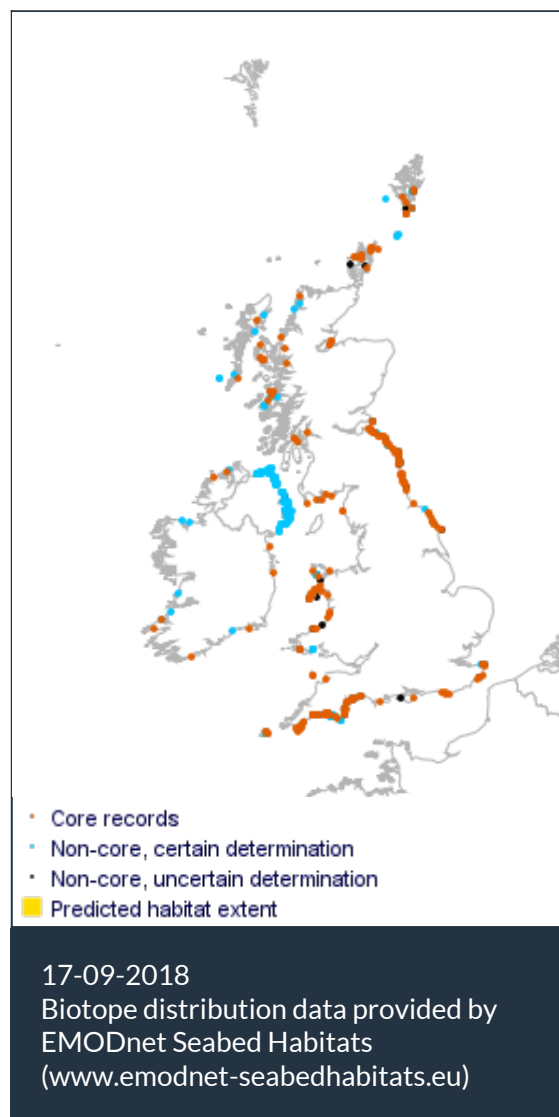 Core records
Non-core, certain determination
Non-core, uncertain determination
Predicted habitat extent
17-09-2018
Biotope distribution data provided by
EMODnet Seabed Habitats
(www.emodnet-seabedhabitats.eu)